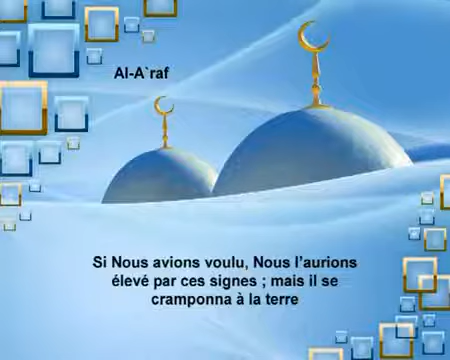 Al-A`raf
Si Nous avions voulu, Nous l’aurions
élevé par ces signes ; mais il se
cramponna à la terre